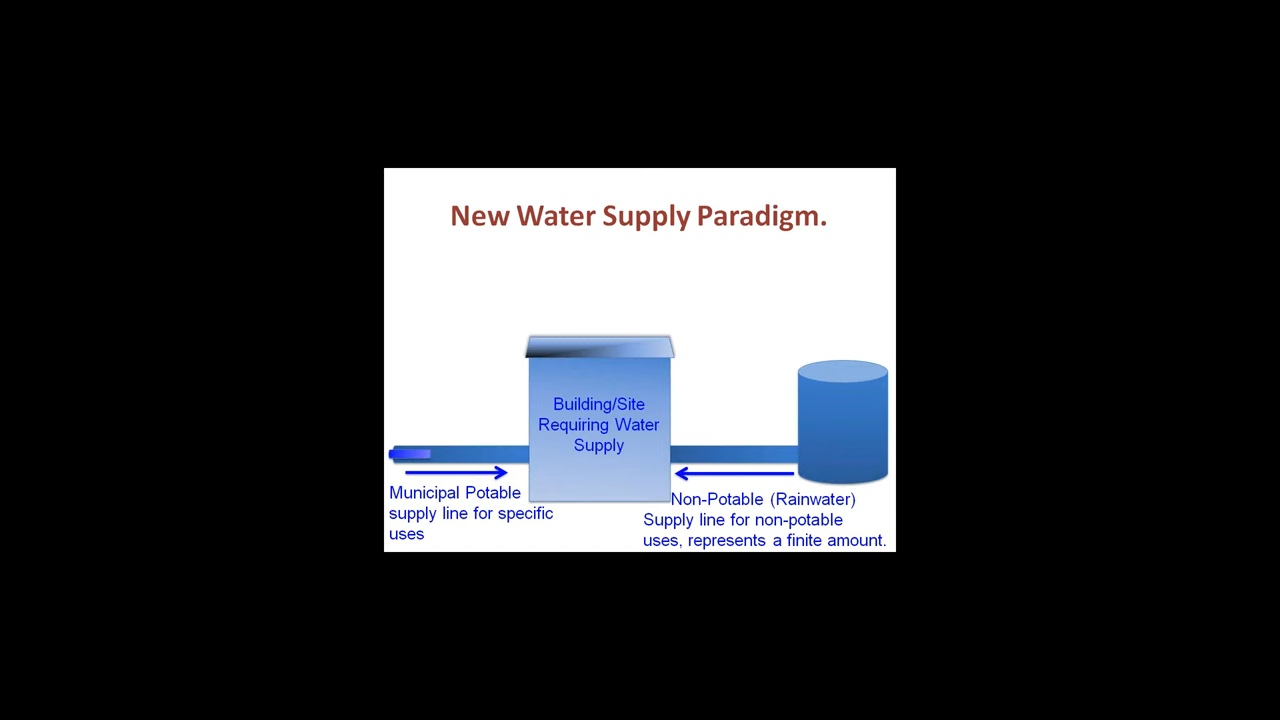 New Water Supply Paradigm.
Building/Site
Requiring Water
Supply
Municipal Potable
supply line for specific
uses
Non-Potable (Rainwater)
Supply line for non-potable
uses, represents a finite amount.